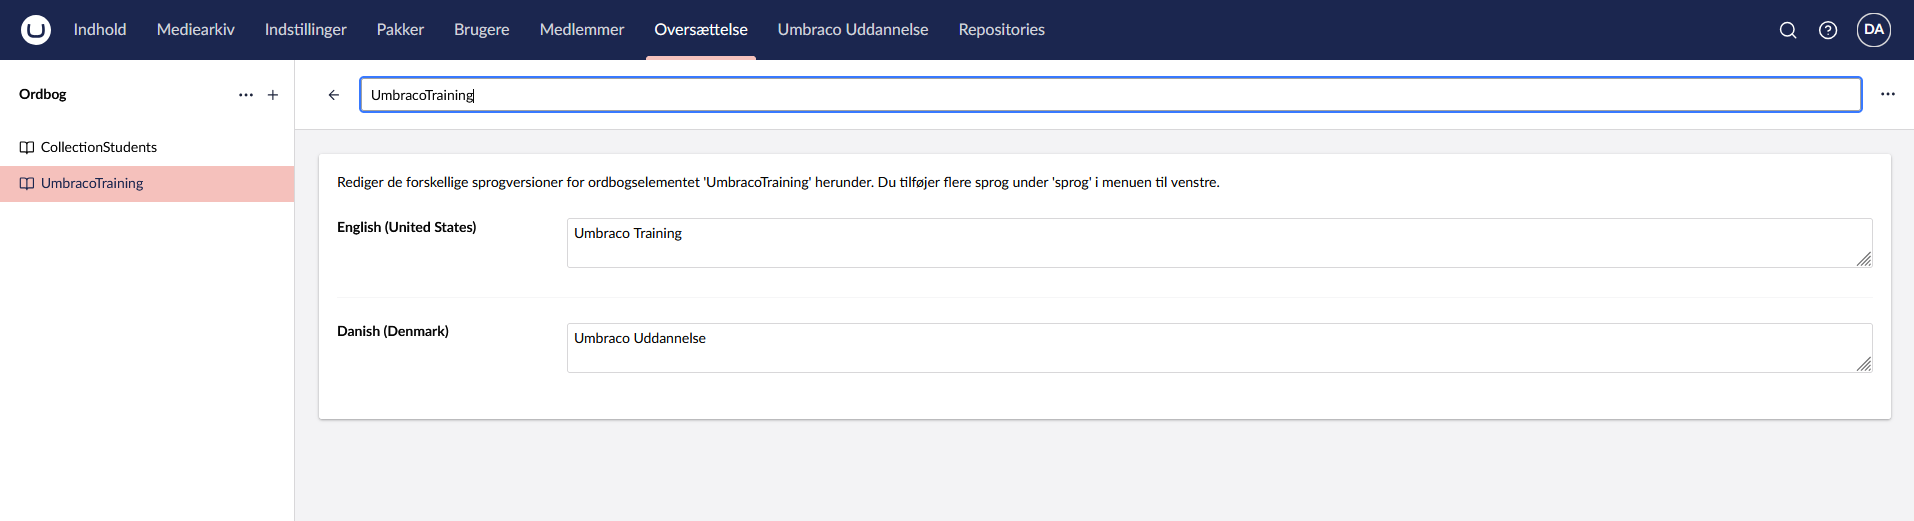 Indhold Mediearkiv Indstillinger Pakker Brugere Medlemmer Oversættelse Umbraco Uddannelse Repositories DA
Ordbog
UmbracoTraining
CollectionStudents
UmbracoTraining
Rediger de forskellige sprogversioner for ordbogselementet 'UmbracoTraining' herunder. Du tilføjer flere sprog under 'sprog' i menuen til venstre.
English (United States)
Umbraco Training
Danish (Denmark)
Umbraco Uddannelse